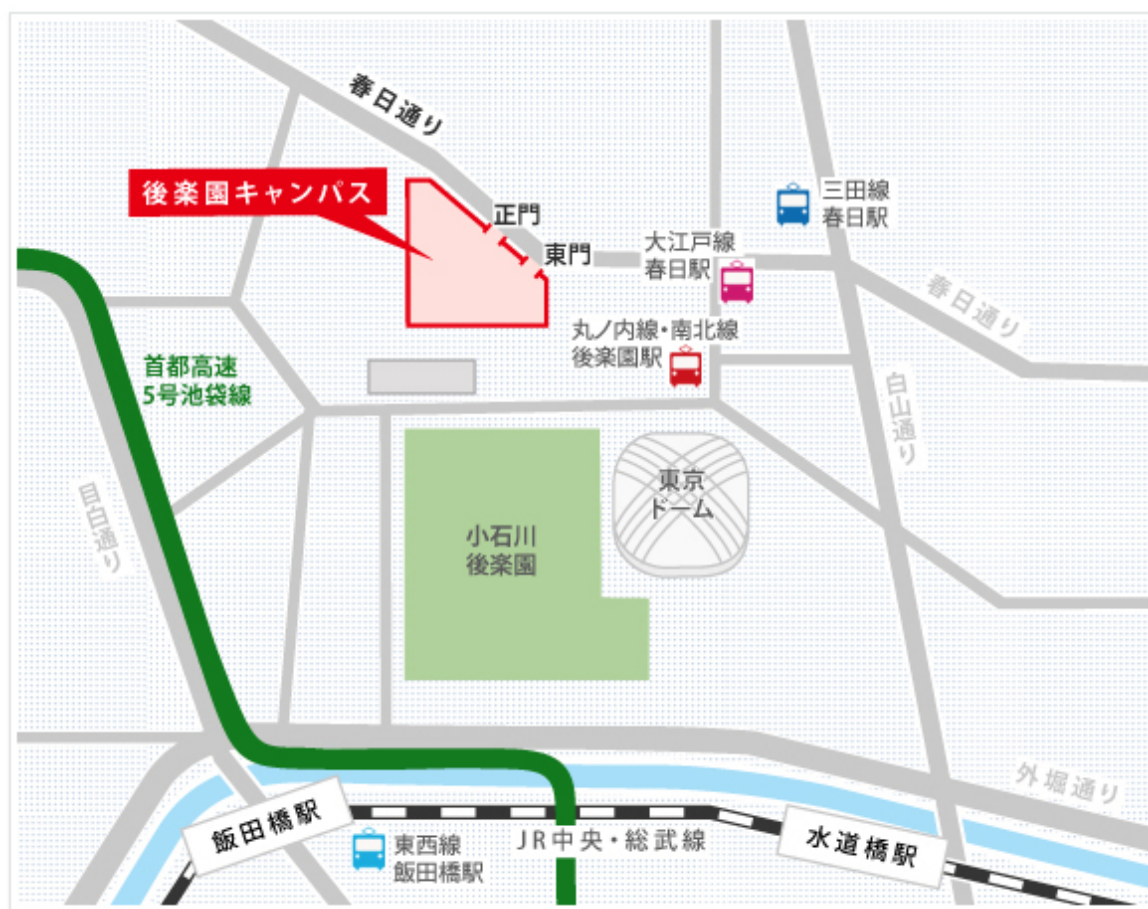 春日通り
後楽園キャンパス
正門
東門
三田線
春日駅
大江戸線
春日駅
丸ノ内線・南北線
後楽園駅
春日通り
首都高速
5号池袋線
白山通り
目白通り
東京
ドーム
小石川
後楽園
外堀通り
飯田橋駅
東西線
飯田橋駅
JR中央・総武線
水道橋駅